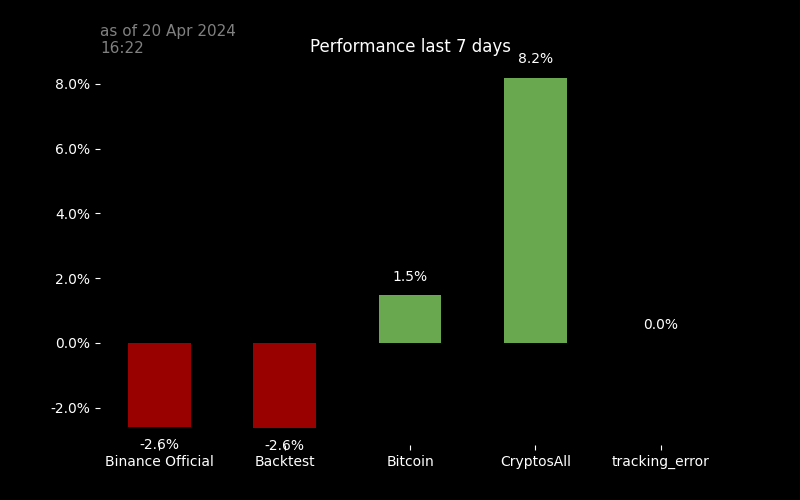 as of 20 Apr 2024
16:22
Performance last 7 days
8.2%
8.0%
6.0%
4.0%
2.0%
1.5%
0.0%
0.0%
-2.0%
-2.6%
-2.6%
Binance Official
Backtest
Bitcoin
CryptosAll
tracking_error